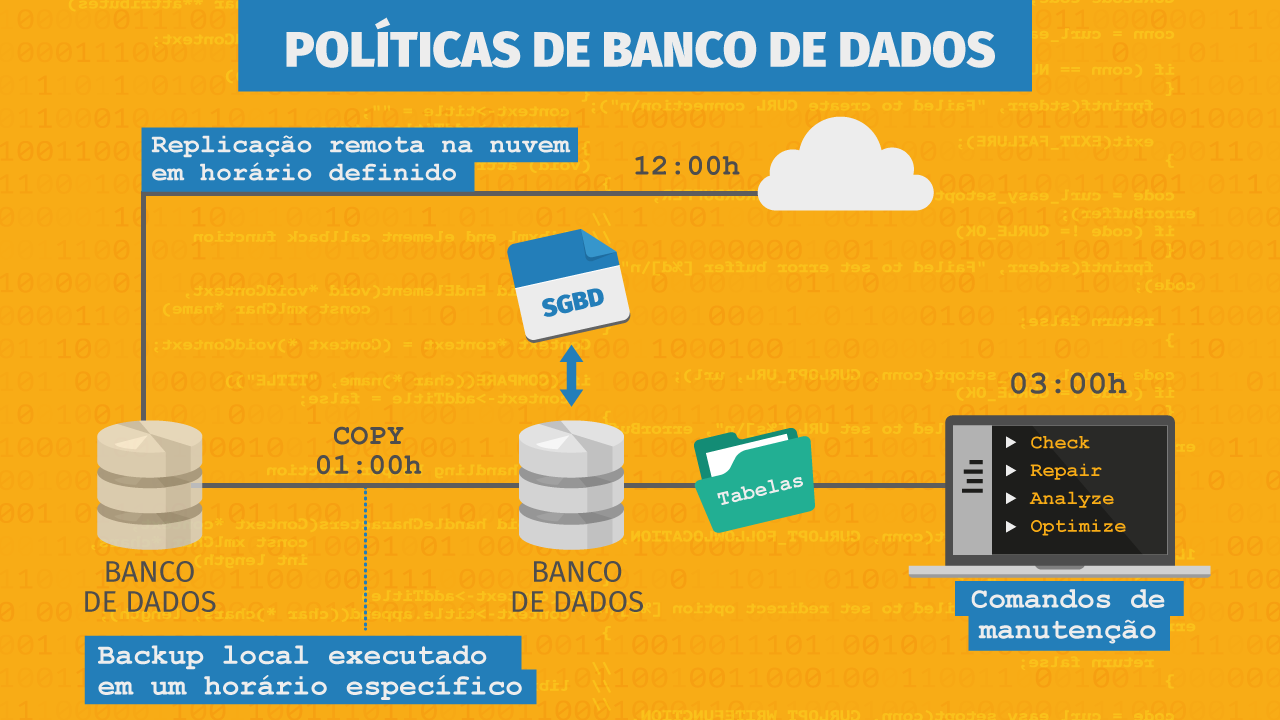 POLÍTICAS DE BANCO DE DADOS
Replicação remota na nuvem
em horário definido
12:00h
SGBD
03:00h
COPY
01:00h
Tabelas
Check
Repair
Analyze
Optimize
BANCO
DE DADOS
BANCO
DE DADOS
Comandos de
manutenção
Backup local executado
em um horário específico